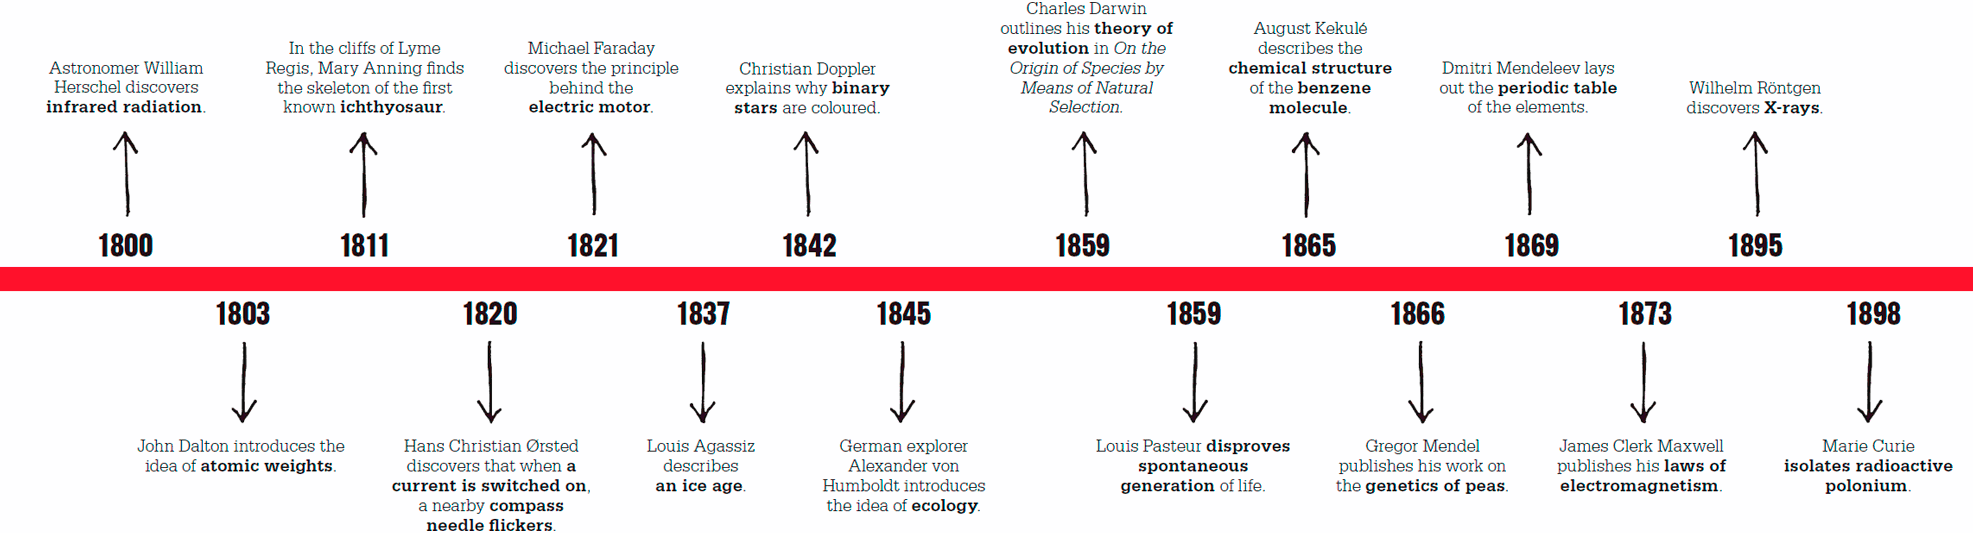 Astronomer William
Herschel discovers
infrared radiation.
1800
In the cliffs of Lyme
Regis, Mary Anning finds
the skeleton of the first
known ichthyosaur.
1811
Michael Faraday
discovers the principle
behind the
electric motor.
1821
Christian Doppler
explains why binary
stars are coloured.
1842
Charles Darwin
outlines his theory of
evolution in On the
Origin of Species by
Means of Natural
Selection.
1859
August Kekulé
describes the
chemical structure
of the benzene
molecule.
1865
Dmitri Mendeleev lays
out the periodic table
of the elements.
1869
Wilhelm Röntgen
discovers X-rays.
1895
1803
John Dalton introduces the
idea of atomic weights.
1820
Hans Christian Ørsted
discovers that when a
current is switched on,
a nearby compass
needle flickers.
1837
Louis Agassiz
describes
an ice age.
1845
German explorer
Alexander von
Humboldt introduces
the idea of ecology.
1859
Louis Pasteur disproves
spontaneous
generation of life.
1866
Gregor Mendel
publishes his work on
the genetics of peas.
1873
James Clerk Maxwell
publishes his laws of
electromagnetism.
1898
Marie Curie
isolates radioactive
polonium.